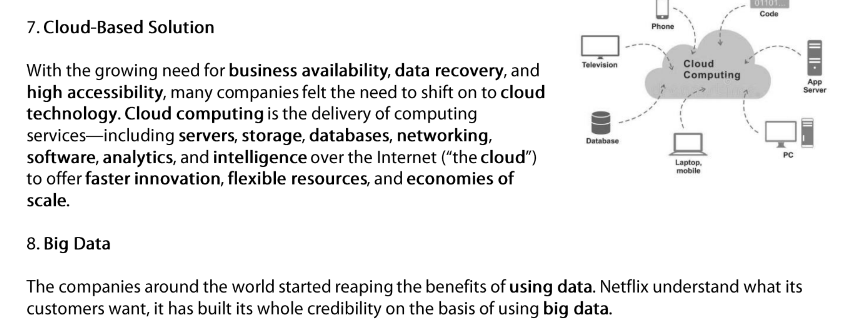 7. Cloud-Based Solution
With the growing need for business availability, data recovery, and
high accessibility, many companies felt the need to shift on to cloud
technology. Cloud computing is the delivery of computing
services—including servers, storage, databases, networking,
software, analytics, and intelligence over the Internet (“the cloud”)
to offer faster innovation, flexible resources, and economies of
scale.
01101...
Code
Phone
Television
Cloud
Computing
App
Server
Database
Laptop,
mobile
PC
8. Big Data
The companies around the world started reaping the benefits of using data. Netflix understand what its
customers want, it has built its whole credibility on the basis of using big data.